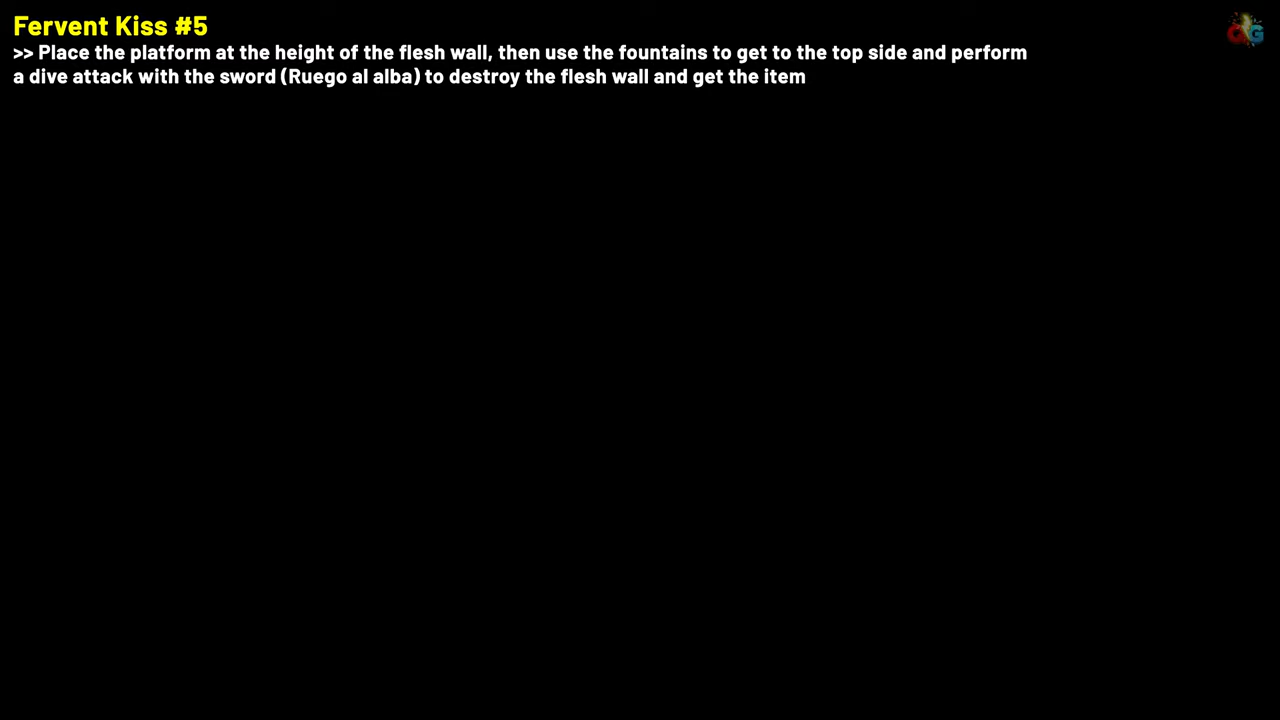 Fervent Kiss #5
>> Place the platform at the height of the flesh wall, then use the fountains to get to the top side and perform
a dive attack with the sword (Ruego al alba) to destroy the flesh wall and get the item